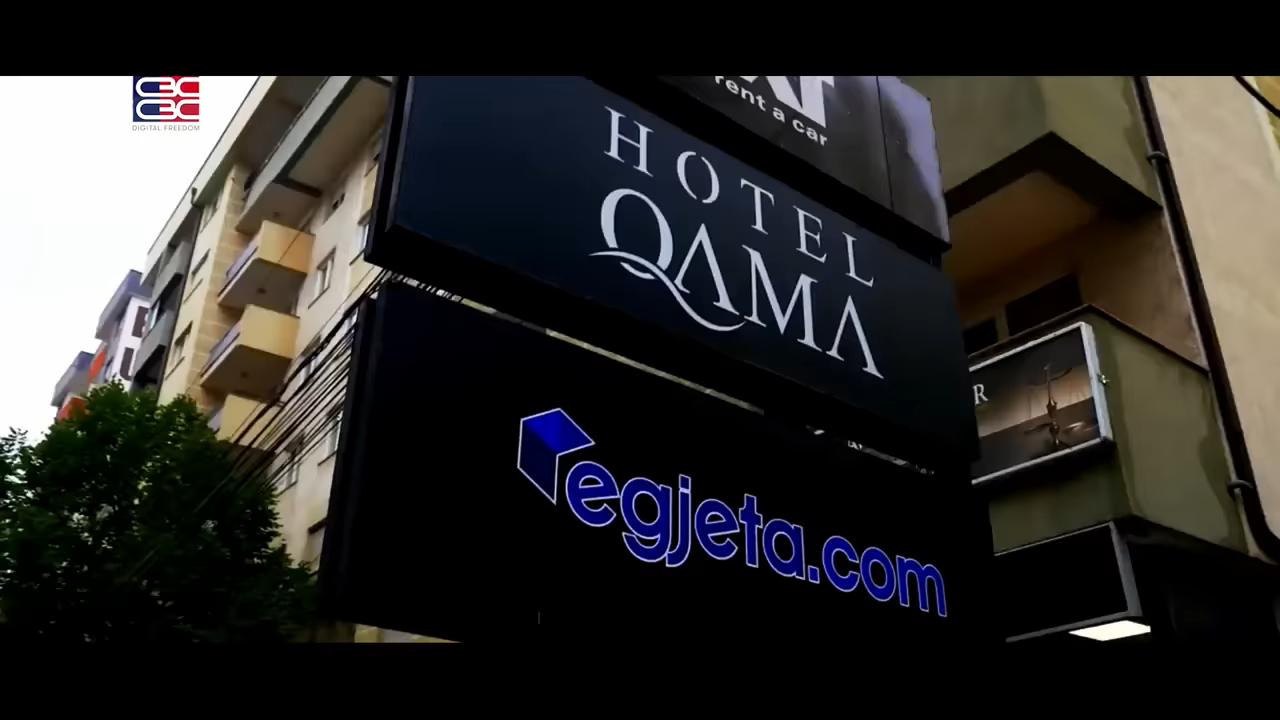 DIGITAL FREEDOM
rent a car
HOTEL
QAMA
egjeta.com
R